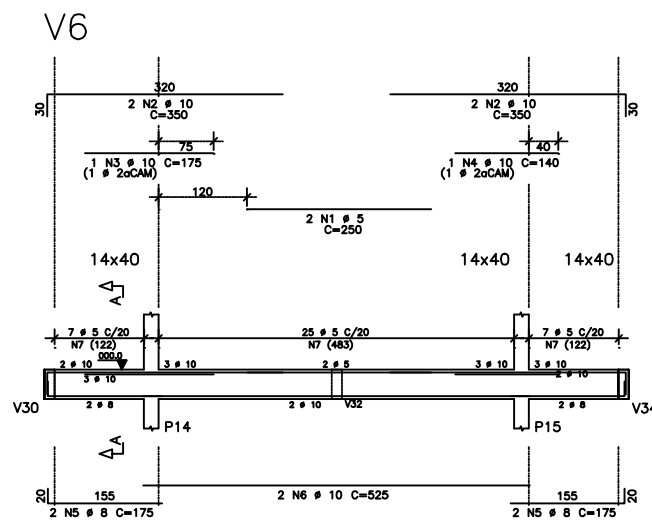 V6
320 320
30 2 N2 ø 10 2 N2 ø 10 30
C=350 C=350
75 40
1 N3 ø 10 C=175 1 N4 ø 10 C=140
(1 ø 2aCAM) (1 ø 2aCAM)
120
2 N1 ø 5
C=250
14x40 14x40 14x40
A
7 ø 5 C/20 25 ø 5 C/20 7 ø 5 C/20
N7 (122) N7 (483) N7 (122)
000.0
2 ø 10 3 ø 10 2 ø 5 3 ø 10 3 ø 10
3 ø 10 2 ø 10
V30 2 ø 8 2 ø 10 V32 2 ø 8 V34
P14 P15
A
20 155 2 N6 ø 10 C=525 155 20
2 N5 ø 8 C=175 2 N5 ø 8 C=175